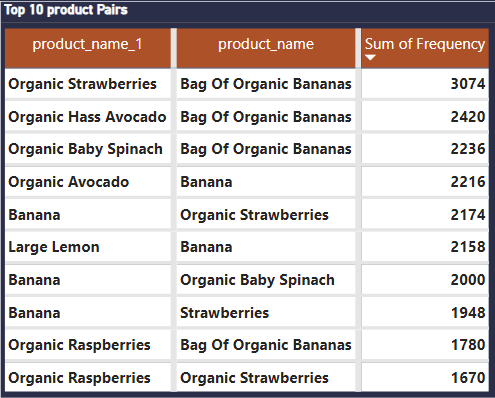 Top 10 product Pairs
product_name_1 product_name Sum of Frequency
Organic Strawberries Bag Of Organic Bananas 3074
Organic Hass Avocado Bag Of Organic Bananas 2420
Organic Baby Spinach Bag Of Organic Bananas 2236
Organic Avocado Banana 2216
Banana Organic Strawberries 2174
Large Lemon Banana 2158
Banana Organic Baby Spinach 2000
Banana Strawberries 1948
Organic Raspberries Bag Of Organic Bananas 1780
Organic Raspberries Organic Strawberries 1670